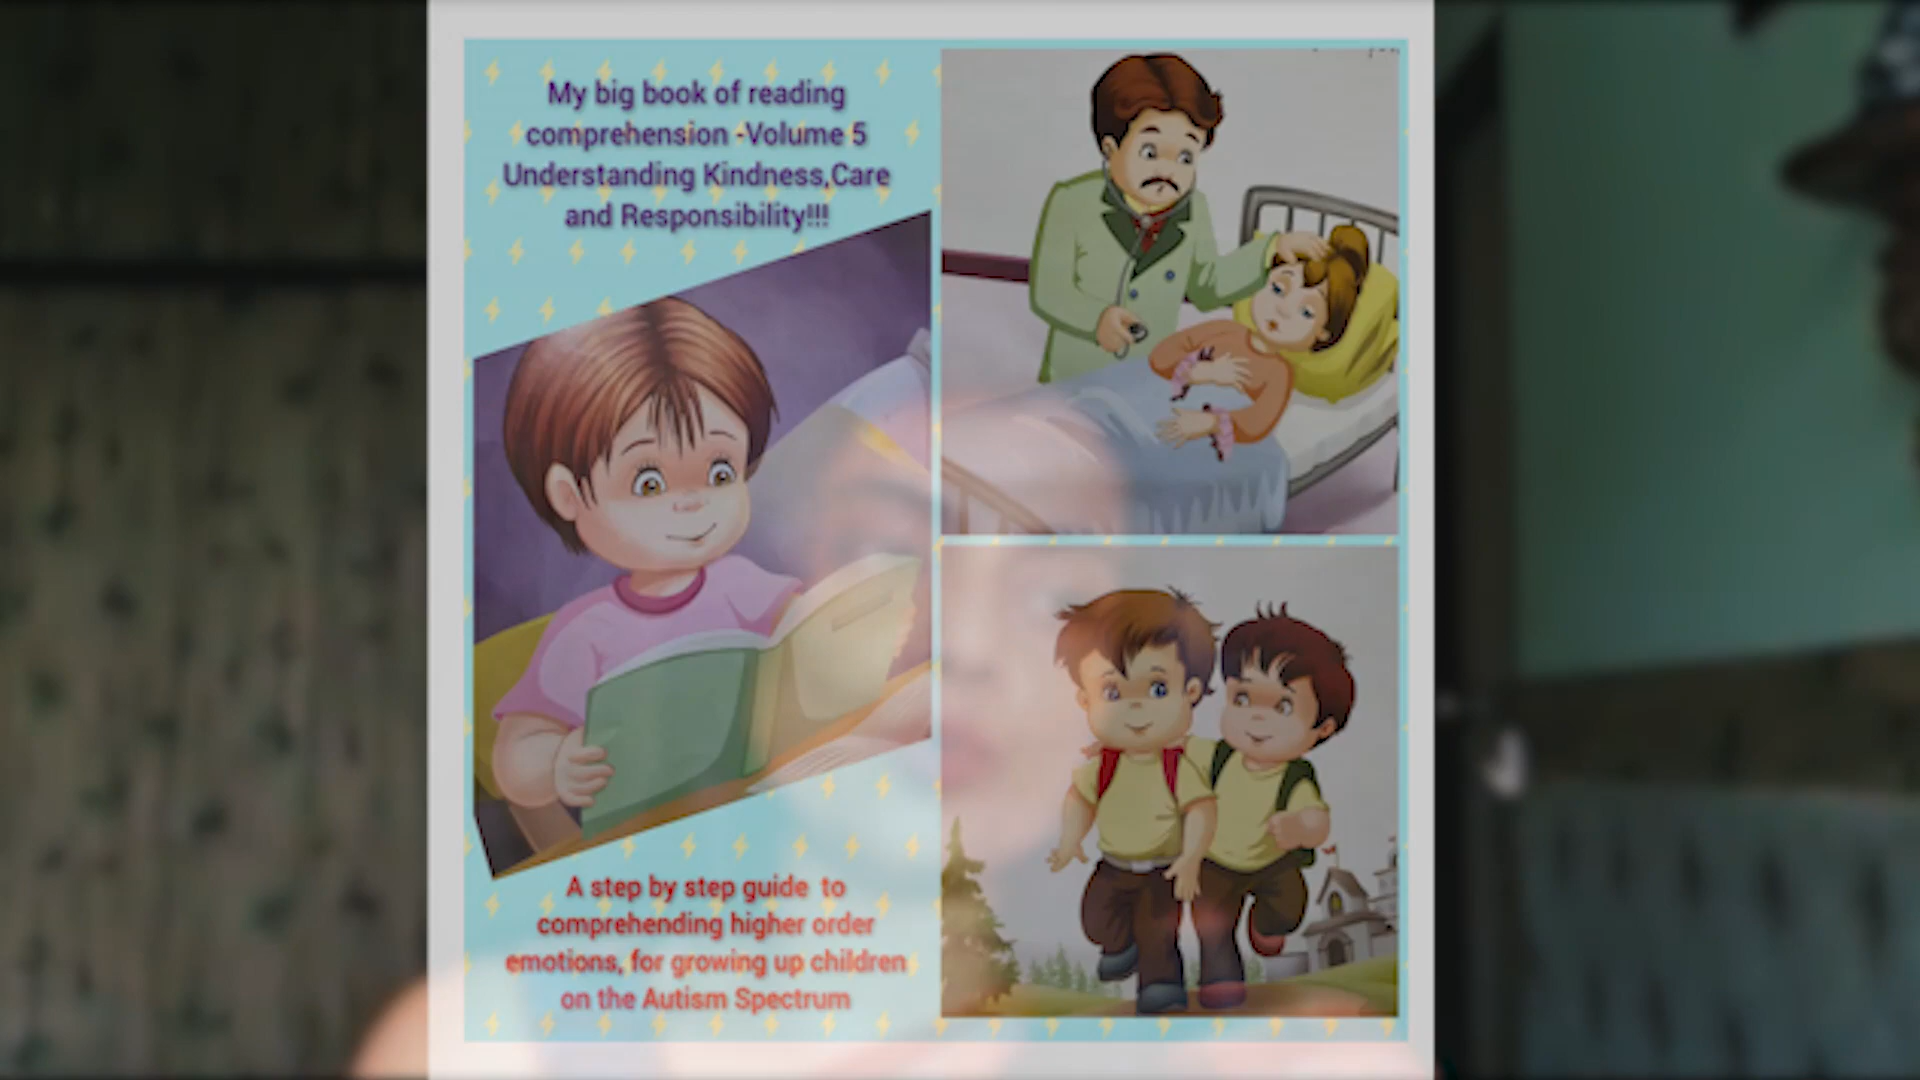 My big book of reading
comprehension -Volume 5
Understanding Kindness,Care
and Responsibility!!!
A step by step guide to
comprehending higher order
emotions, for growing up children
on the Autism Spectrum